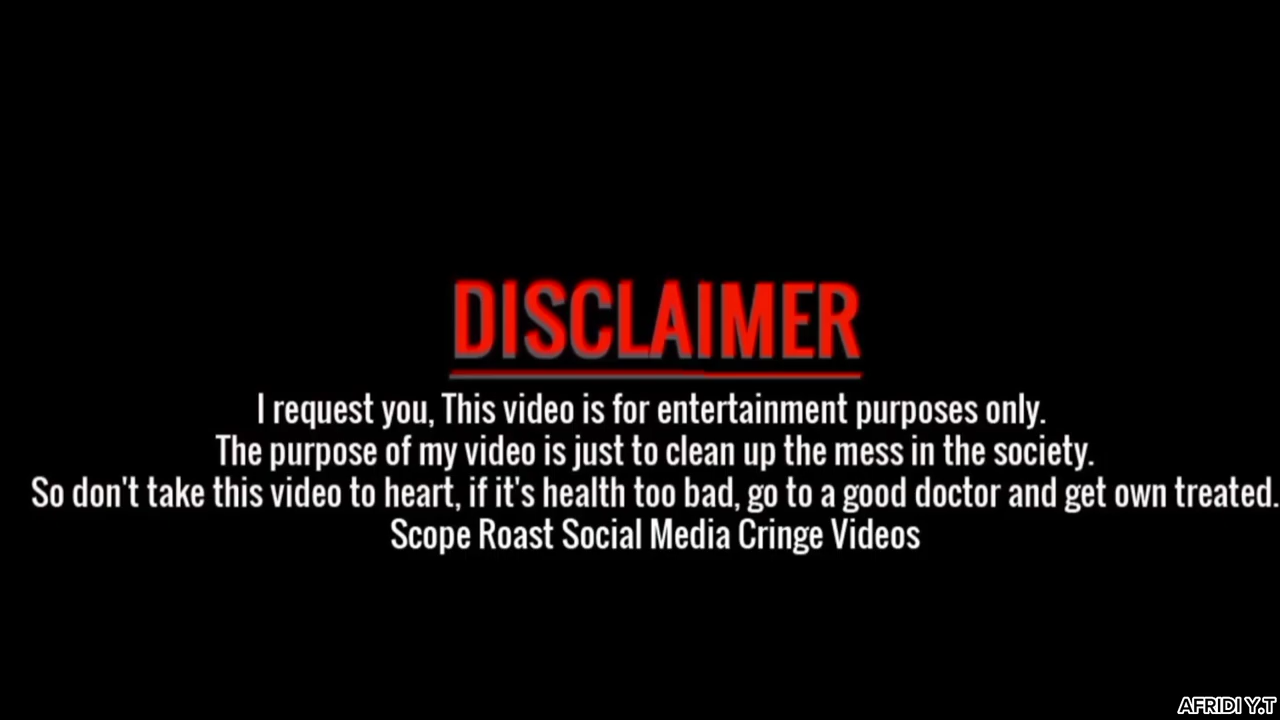 DISCLAIMER
I request you, This video is for entertainment purposes only.
The purpose of my video is just to clean up the mess in the society.
So don't take this video to heart, if it's health too bad, go to a good doctor and get own treated.
Scope Roast Social Media Cringe Videos
AFRIDI Y.T